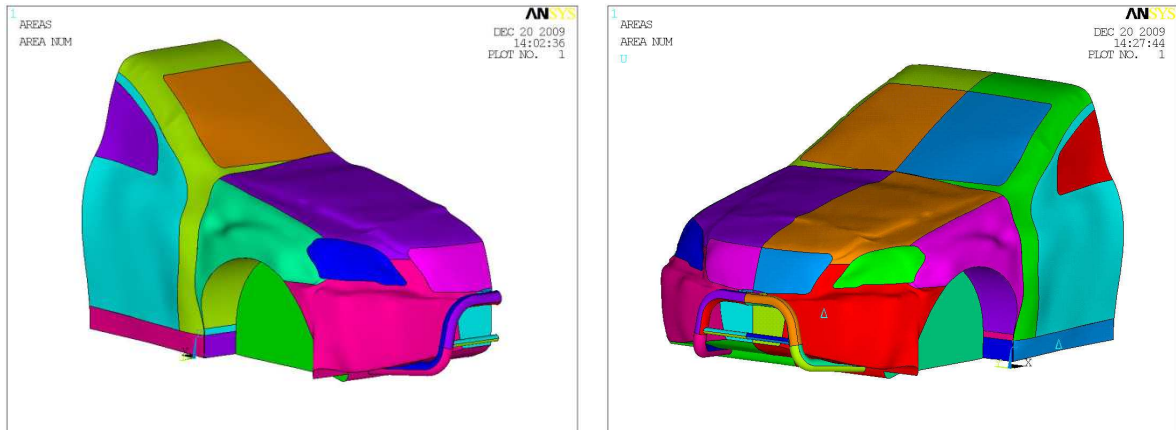 1
AREAS
AREA NUM
ANSYS
DEC 20 2009
14:02:36
PLOT NO. 1
1
AREAS
AREA NUM
U
ANSYS
DEC 20 2009
14:27:44
PLOT NO. 1
X